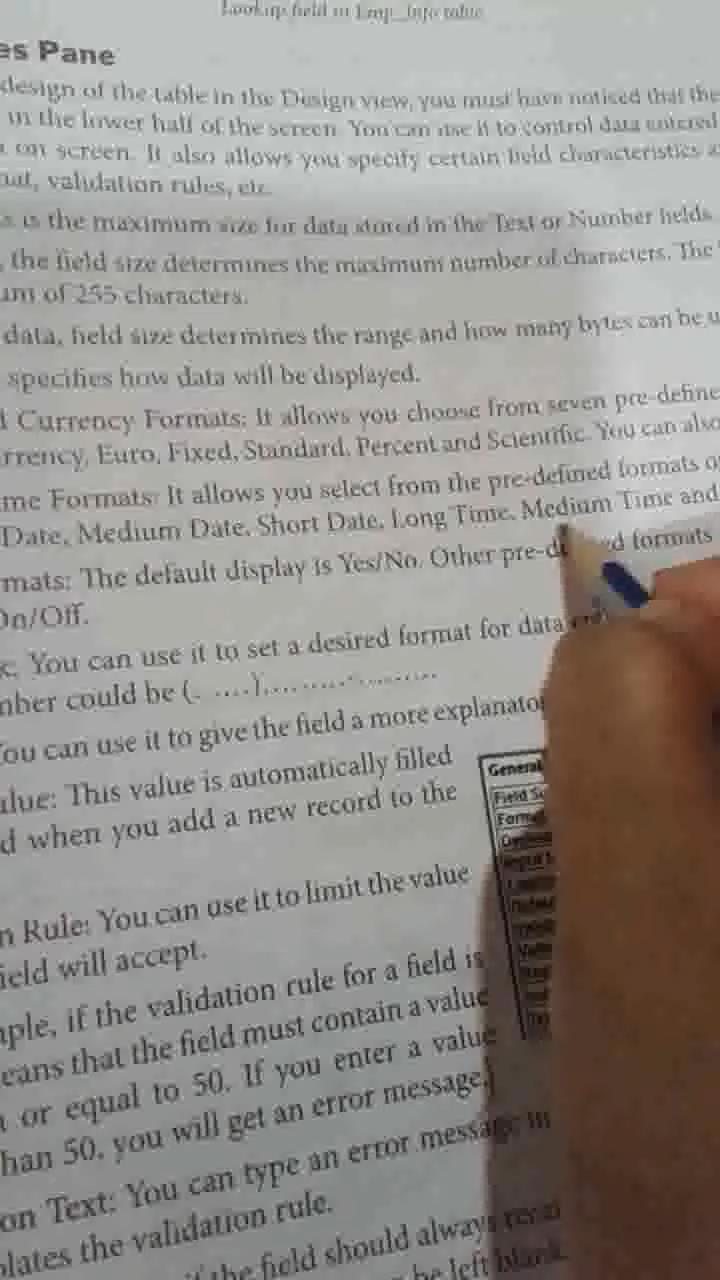 Lookup field in Emp_Info table
es Pane
design of the table in the Design view, you must have noticed that the
in the lower half of the screen. You can use it to control data entered
on screen. It also allows you specify certain field characteristics
mat, validation rules, etc.
is the maximum size for data stored in the Text or Number fields.
, the field size determines the maximum number of characters. The
um of 255 characters.
data, field size determines the range and how many bytes can be u
specifies how data will be displayed.
d Currency Formats: It allows you choose from seven pre-define
rrency, Euro, Fixed, Standard, Percent and Scientific. You can also
me Formats: It allows you select from the pre-defined formats
Date, Medium Date, Short Date, Long Time, Medium Time and
rmats: The default display is Yes/No. Other pre-d ed formats
On/Off.
k: You can use it to set a desired format for data
mber could be (. .....)..................
You can use it to give the field a more explanator
alue: This value is automatically filled
d when you add a new record to the
General
Field
Format
n Rule: You can use it to limit the value
field will accept.
mple, if the validation rule for a field is
eans that the field must contain a value
or equal to 50. If you enter a value
han 50, you will get an error message.)
on Text: You can type an error message
olates the validation rule.
if the field should always
be left blank